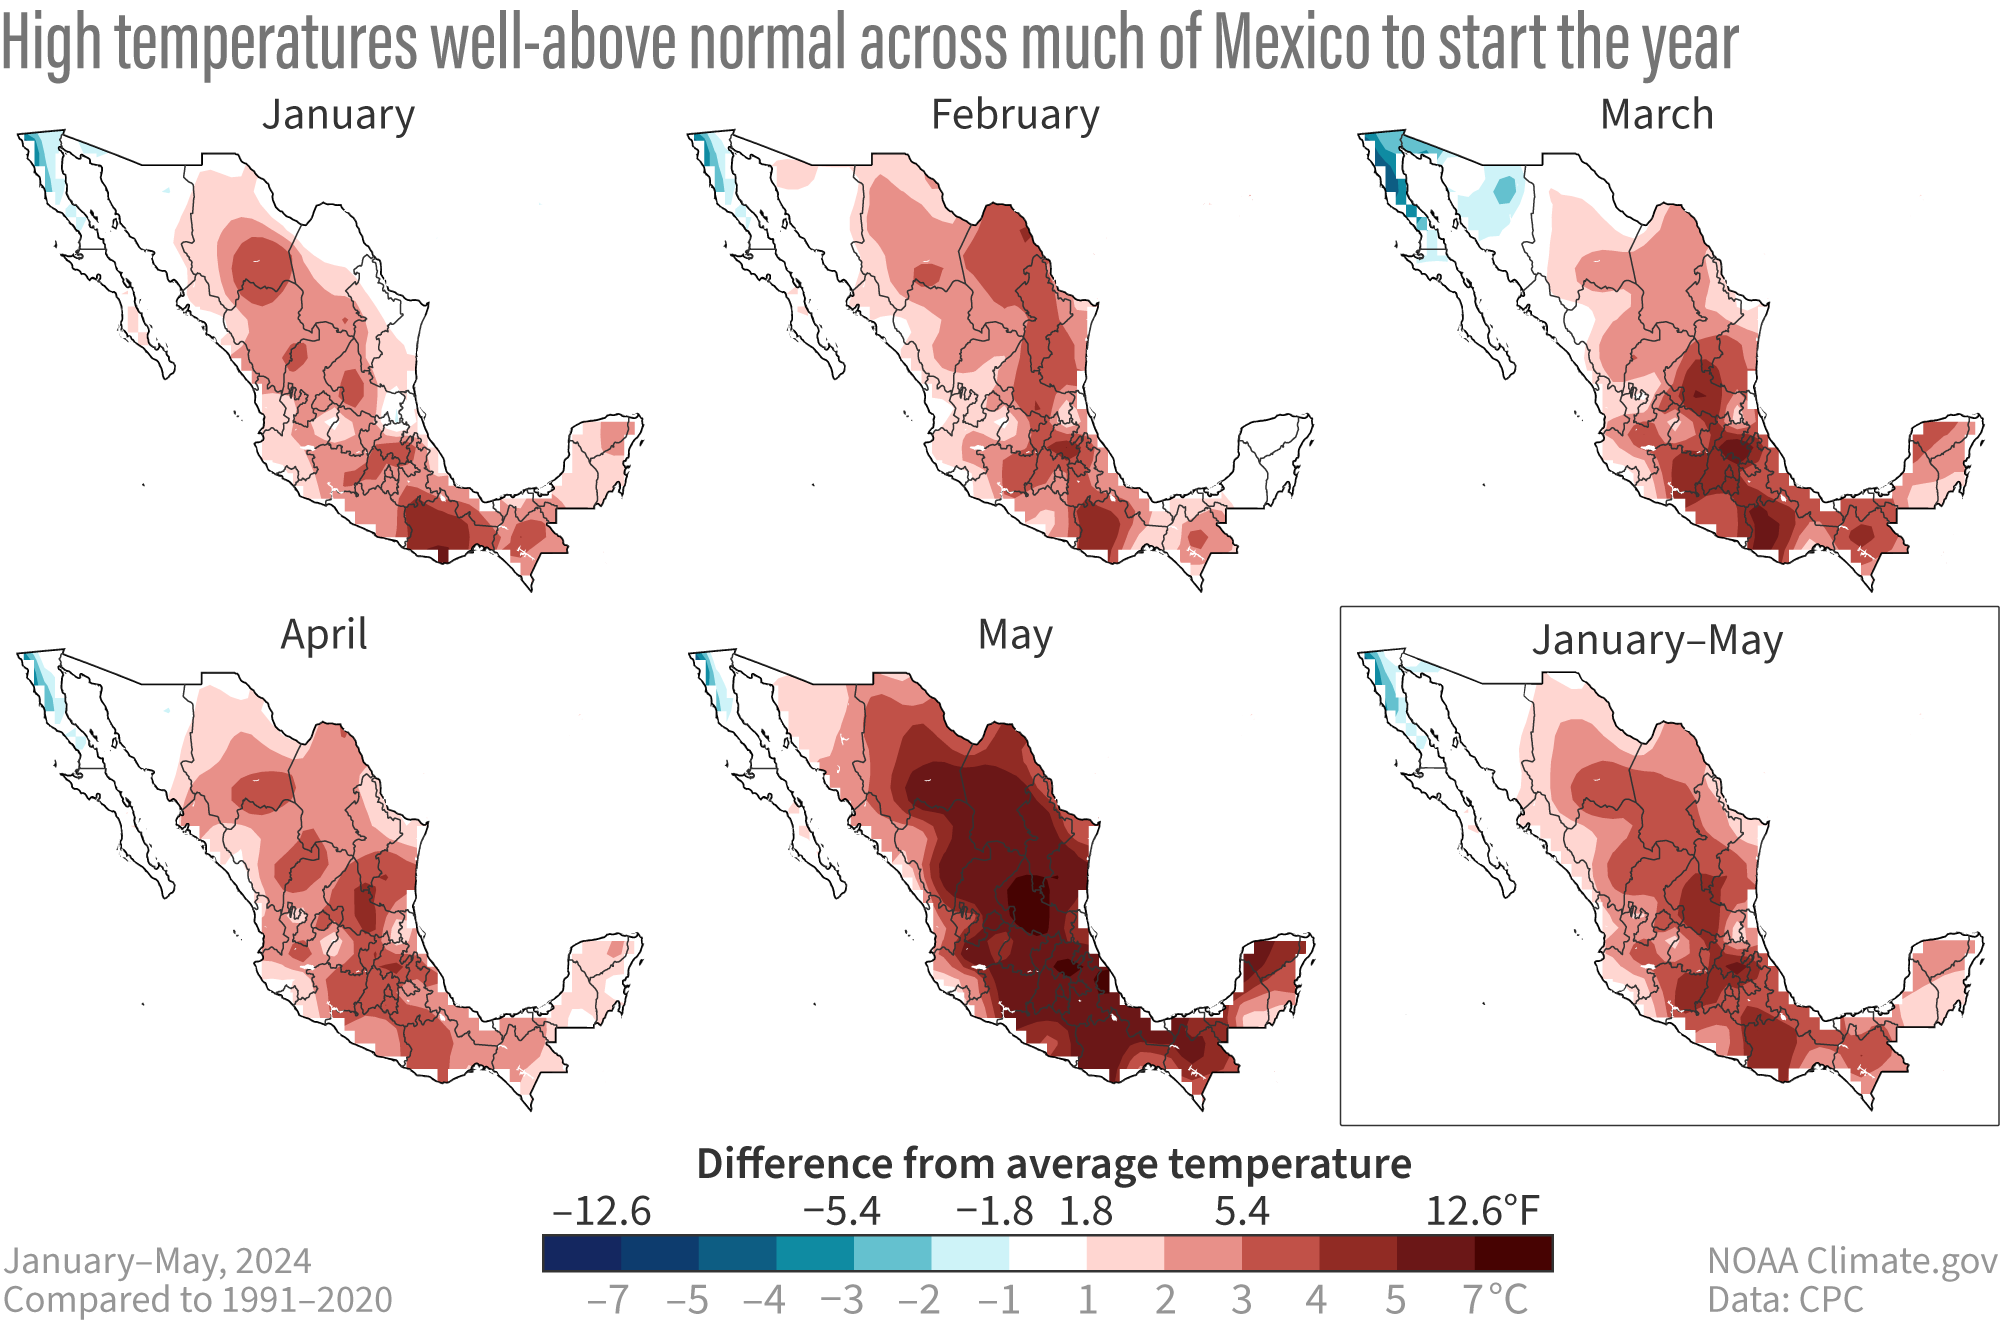 High temperatures well-above normal across much of Mexico to start the year
January
February
March
April
May
January–May
Difference from average temperature
−12.6 −5.4 −1.8 1.8 5.4 12.6°F
−7 −5 −4 −3 −2 −1 1 2 3 4 5 7°C
January–May, 2024
Compared to 1991–2020
NOAA Climate.gov
Data: CPC